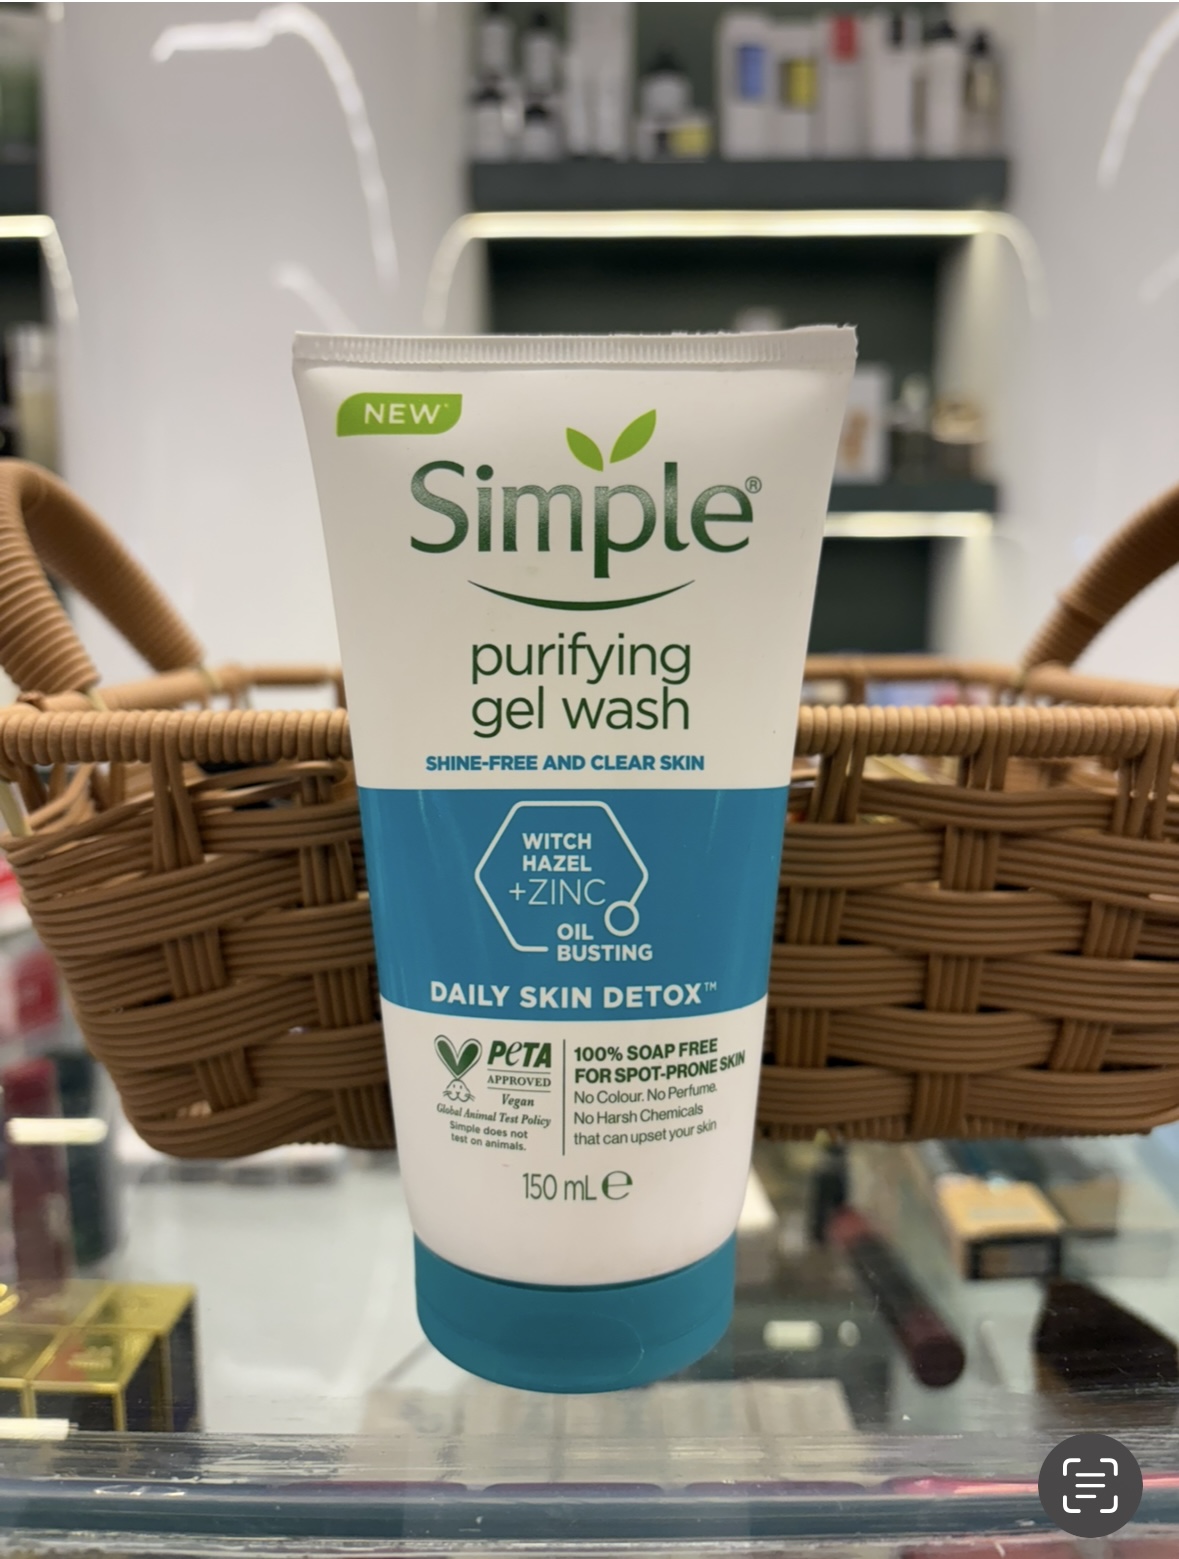 NEW
Simple®
purifying
gel wash
SHINE-FREE AND CLEAR SKIN
WITCH
HAZEL
+ZINC
OIL
BUSTING
DAILY SKIN DETOX™
PETA
APPROVED
Vegan
Global Animal Test Policy
Simple does not
test on animals.
100% SOAP FREE
FOR SPOT-PRONE SKIN
No Colour. No Perfume.
No Harsh Chemicals
that can upset your skin
150 mL ℮